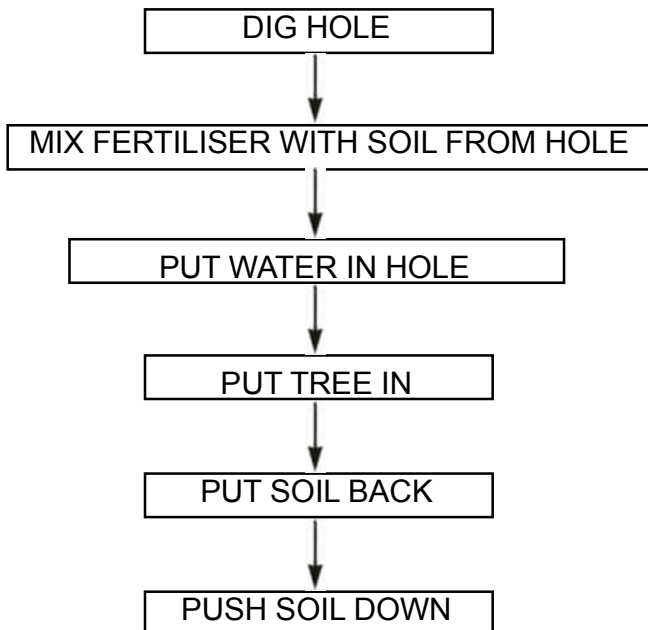 DIG HOLE
MIX FERTILISER WITH SOIL FROM HOLE
PUT WATER IN HOLE
PUT TREE IN
PUT SOIL BACK
PUSH SOIL DOWN